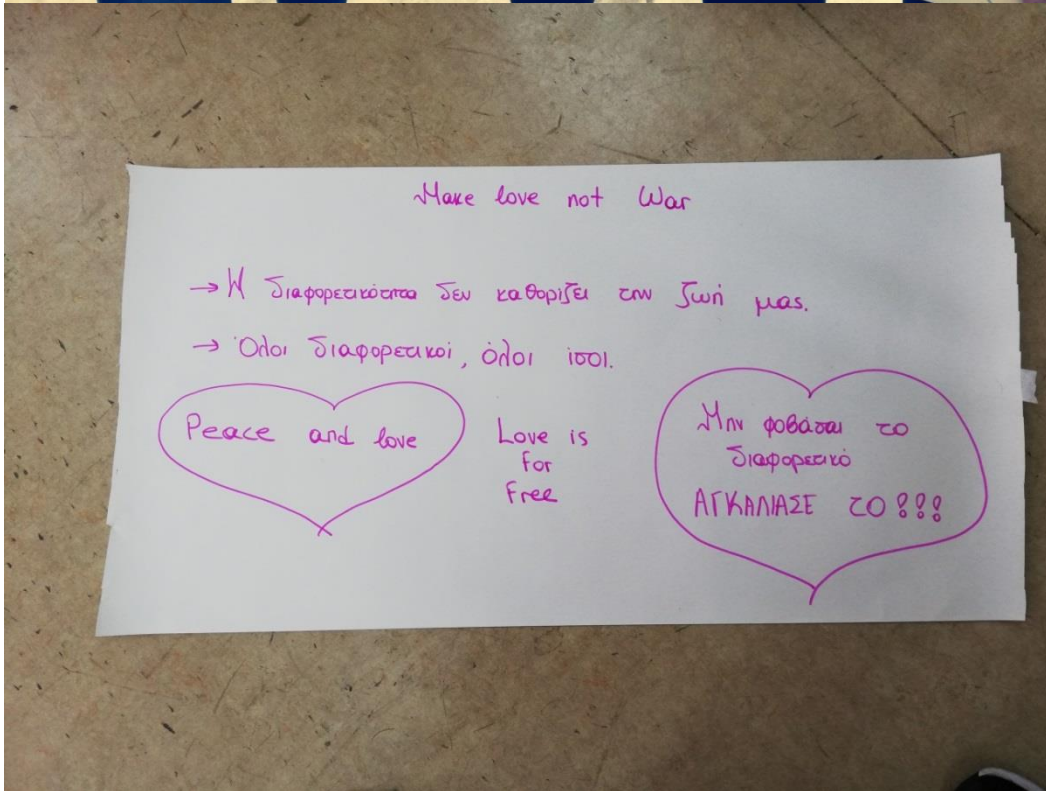 Make love not War
→ Η διαφορετικότητα δεν καθορίζει την ζωή μας.
→ Όλοι διαφορετικοί, όλοι ίσοι.
Peace and love
Love is
for
free
Μην φοβάσαι το
διαφορετικό
ΑΓΚΑΛΙΑΣΕ το !!!